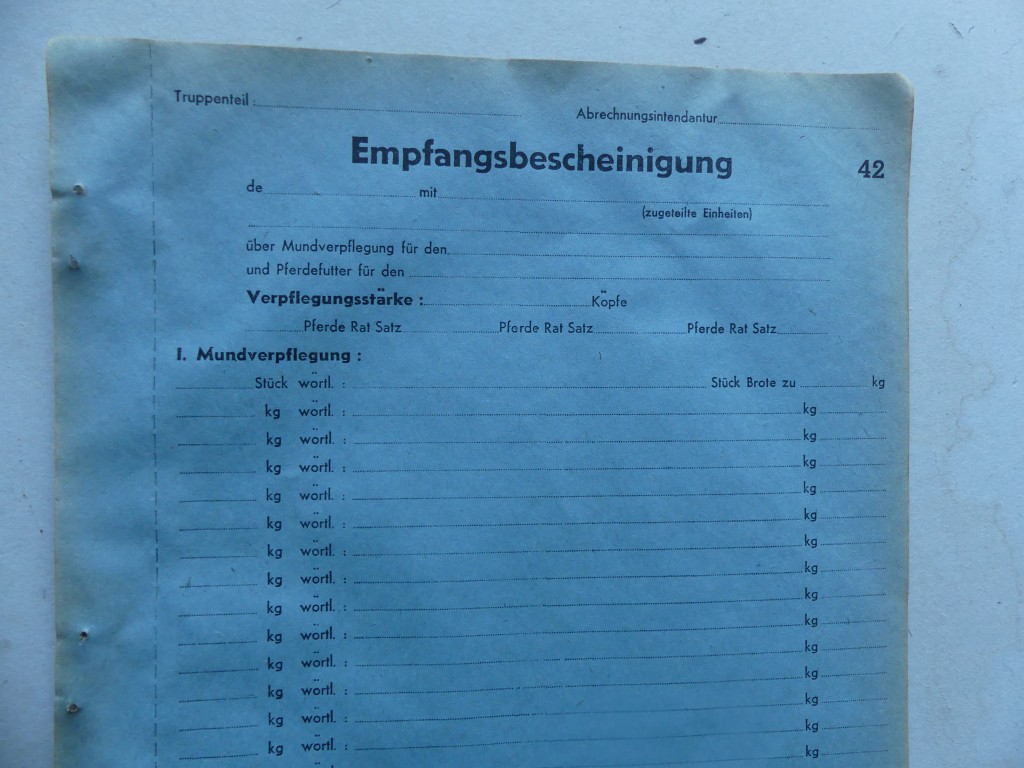 Truppenteil : Abrechnungsintendantur
Empfangsbescheinigung 42
de mit
(zugeteilte Einheiten)
über Mundverpflegung für den
und Pferdefutter für den
Verpflegungsstärke : Köpfe
Pferde Rat Satz Pferde Rat Satz Pferde Rat Satz
I. Mundverpflegung :
Stück wörtl. : Stück Brote zu kg
kg wörtl. : kg
kg wörtl. : kg
kg wörtl. : kg
kg wörtl. : kg
kg wörtl. : kg
kg wörtl. : kg
kg wörtl. : kg
kg wörtl. : kg
kg wörtl. : kg
kg wörtl. : kg
kg wörtl. : kg
kg wörtl. : kg
kg wörtl. : kg